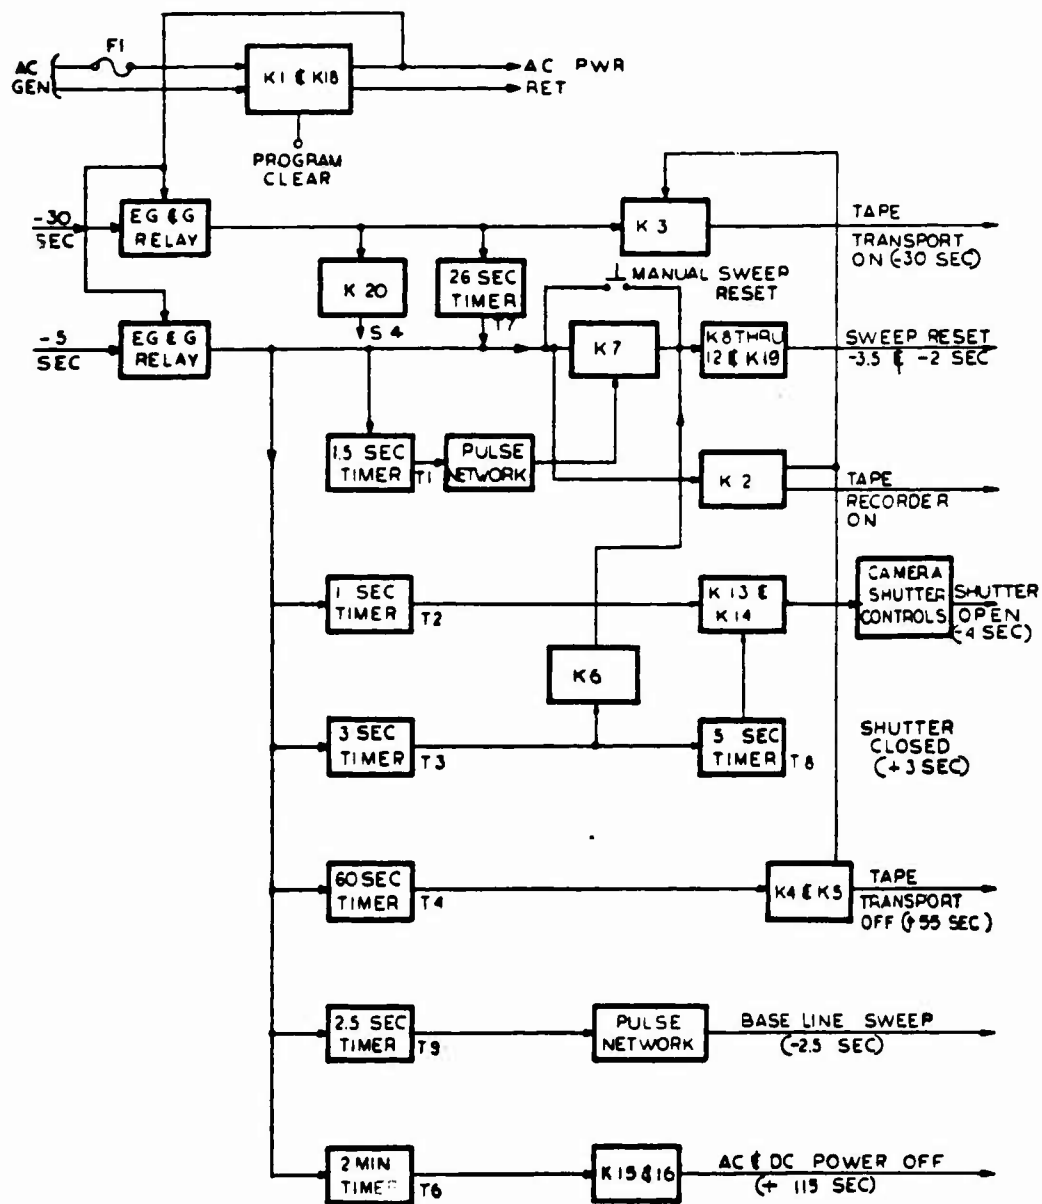 F1
AC
GEN
K1 & K18
AC PWR
RET
PROGRAM
CLEAR
-30
SEC
EG & G
RELAY
K 3
TAPE
TRANSPORT
ON (-30 SEC)
K 20
S 4
26 SEC
TIMER
T7
MANUAL SWEEP
RESET
-5
SEC
EG & G
RELAY
K 7
K8 THRU
12 & K19
SWEEP RESET
-3.5 & -2 SEC
1.5 SEC
TIMER
T1
PULSE
NETWORK
K 2
TAPE
RECORDER
ON
1 SEC
TIMER
T2
K 13 &
K 14
CAMERA
SHUTTER
CONTROLS
SHUTTER
OPEN
(-4 SEC)
K 6
3 SEC
TIMER
T3
5 SEC
TIMER
T8
SHUTTER
CLOSED
(+3 SEC)
60 SEC
TIMER
T4
K4 & K5
TAPE
TRANSPORT
OFF (+55 SEC)
2.5 SEC
TIMER
T9
PULSE
NETWORK
BASE LINE SWEEP
(-2.5 SEC)
2 MIN
TIMER
T6
K15 & 16
AC & DC POWER OFF
(+ 115 SEC)